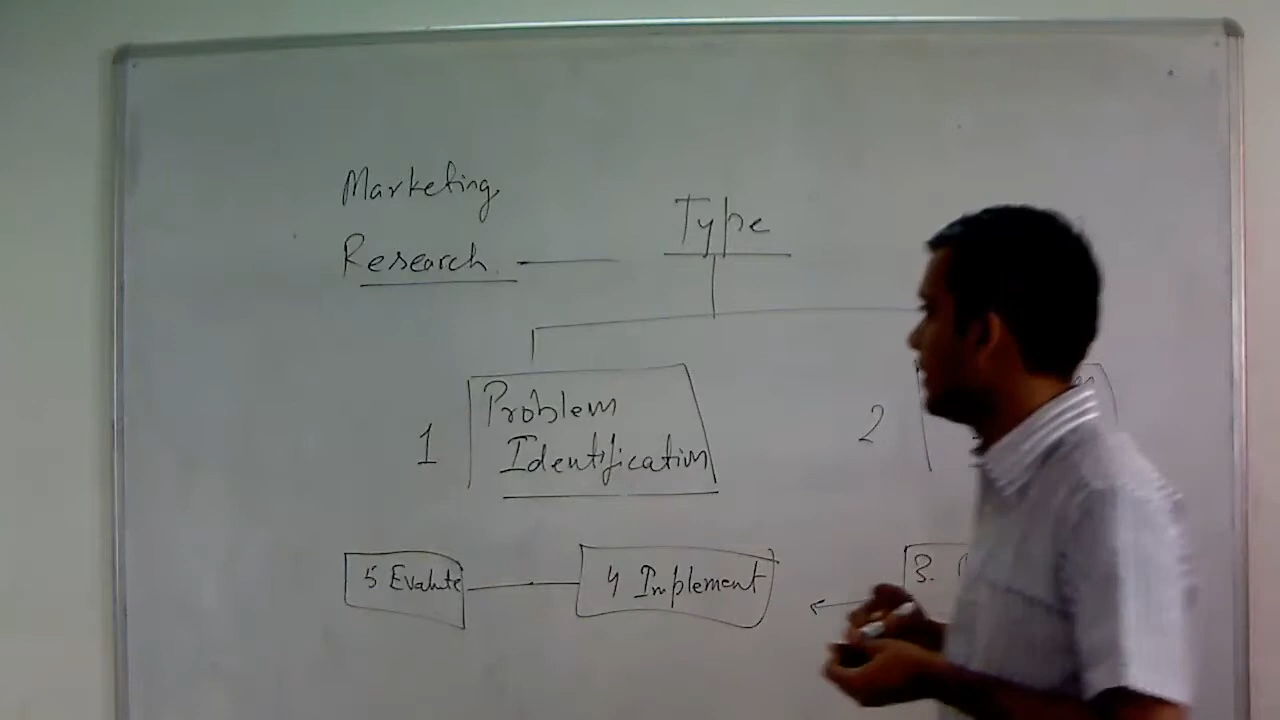 Marketing
Research
Type
1
Problem
Identification
2
5 Evalute
4 Implement
3.